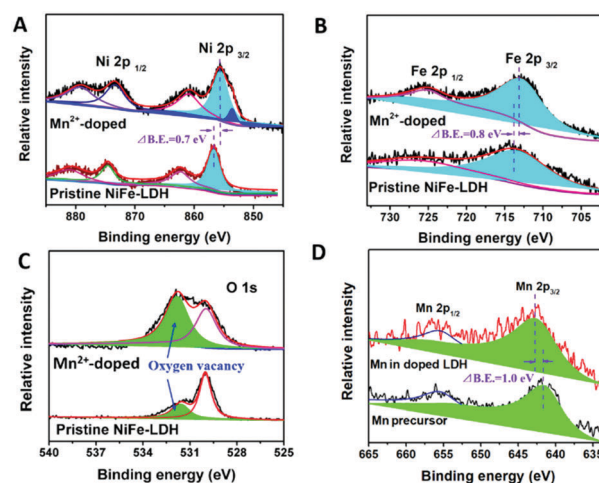 A
Relative intensity
Ni 2p 1/2
Ni 2p 3/2
Mn²⁺-doped
⊿B.E.=0.7 eV
Pristine NiFe-LDH
880 870 860 850
Binding energy (eV)
B
Relative intensity
Fe 2p 1/2
Fe 2p 3/2
Mn²⁺-doped
⊿B.E.=0.8 eV
Pristine NiFe-LDH
730 725 720 715 710 705
Binding energy (eV)
C
Relative intensity
O 1s
Mn²⁺-doped
Oxygen vacancy
Pristine NiFe-LDH
540 537 534 531 528 525
Binding energy (eV)
D
Relative intensity
Mn 2p1/2
Mn 2p3/2
Mn in doped LDH
⊿B.E.=1.0 eV
Mn precursor
665 660 655 650 645 640 635
Binding energy (eV)